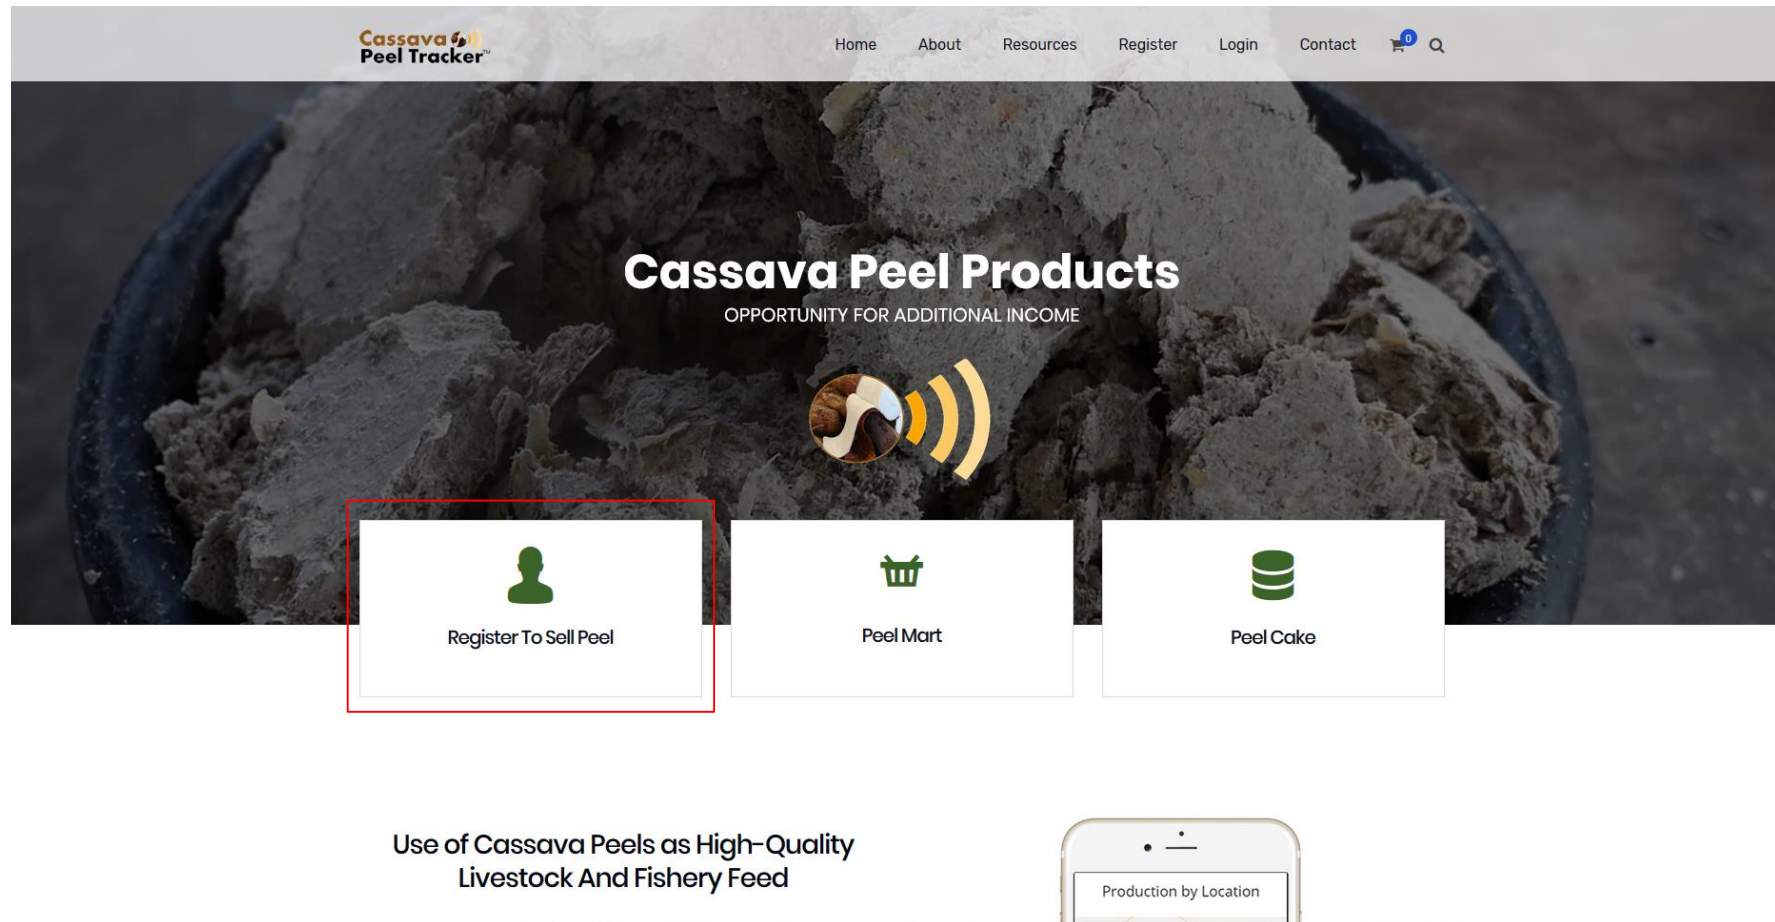 Cassava
Peel Tracker™
Home About Resources Register Login Contact 0
Cassava Peel Products
OPPORTUNITY FOR ADDITIONAL INCOME
Register To Sell Peel
Peel Mart
Peel Cake
Use of Cassava Peels as High-Quality
Livestock And Fishery Feed
Production by Location